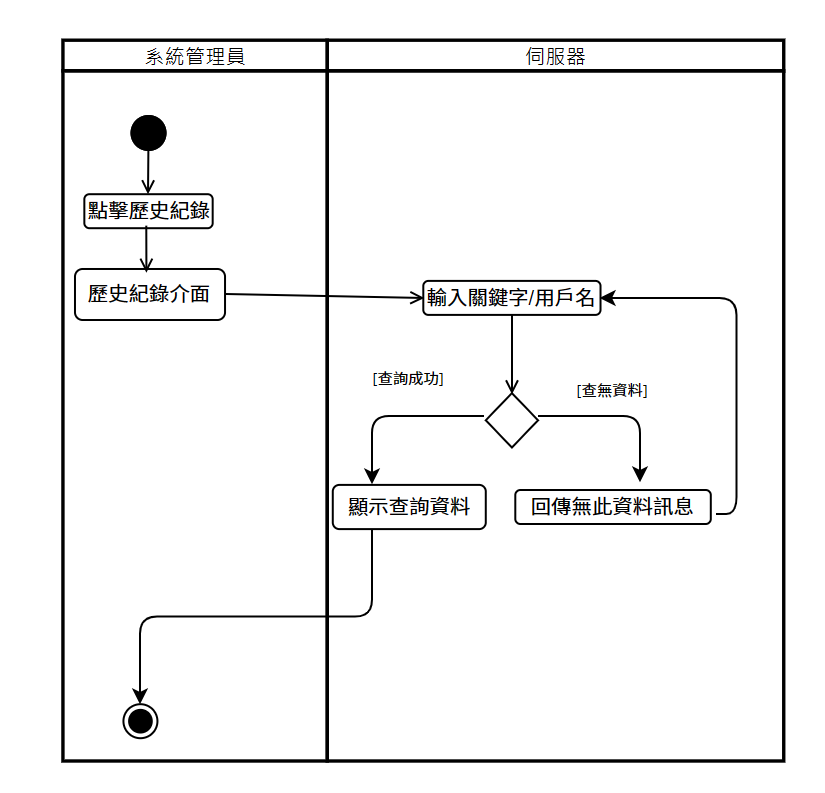 系統管理員
伺服器
點擊歷史紀錄
歷史紀錄介面
輸入關鍵字/用戶名
[查詢成功]
[查無資料]
顯示查詢資料
回傳無此資料訊息